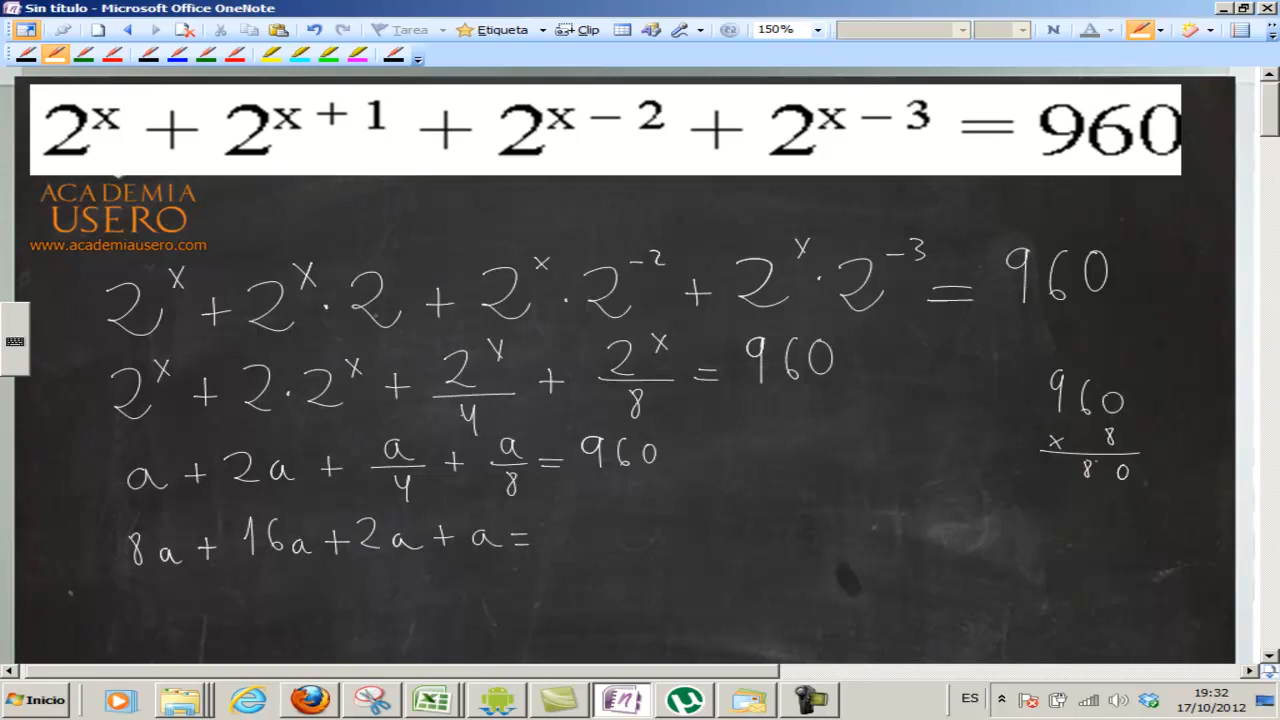 Sin título - Microsoft Office OneNote
Tarea Etiqueta Clip 150% N A
2^x + 2^(x + 1) + 2^(x − 2) + 2^(x − 3) = 960
ACADEMIA
USERO
www.academiausero.com
2^x + 2^x · 2 + 2^x · 2^-2 + 2^x · 2^-3 = 960
2^x + 2 · 2^x + 2^x/4 + 2^x/8 = 960
a + 2a + a/4 + a/8 = 960
8a + 16a + 2a + a =
960
x 8
80
Inicio
ES
19:32
17/10/2012